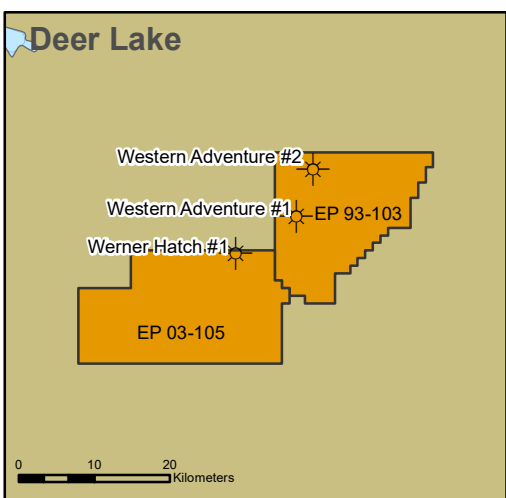 Deer Lake
Western Adventure #2
Western Adventure #1
EP 93-103
Werner Hatch #1
EP 03-105
0 10 20
Kilometers